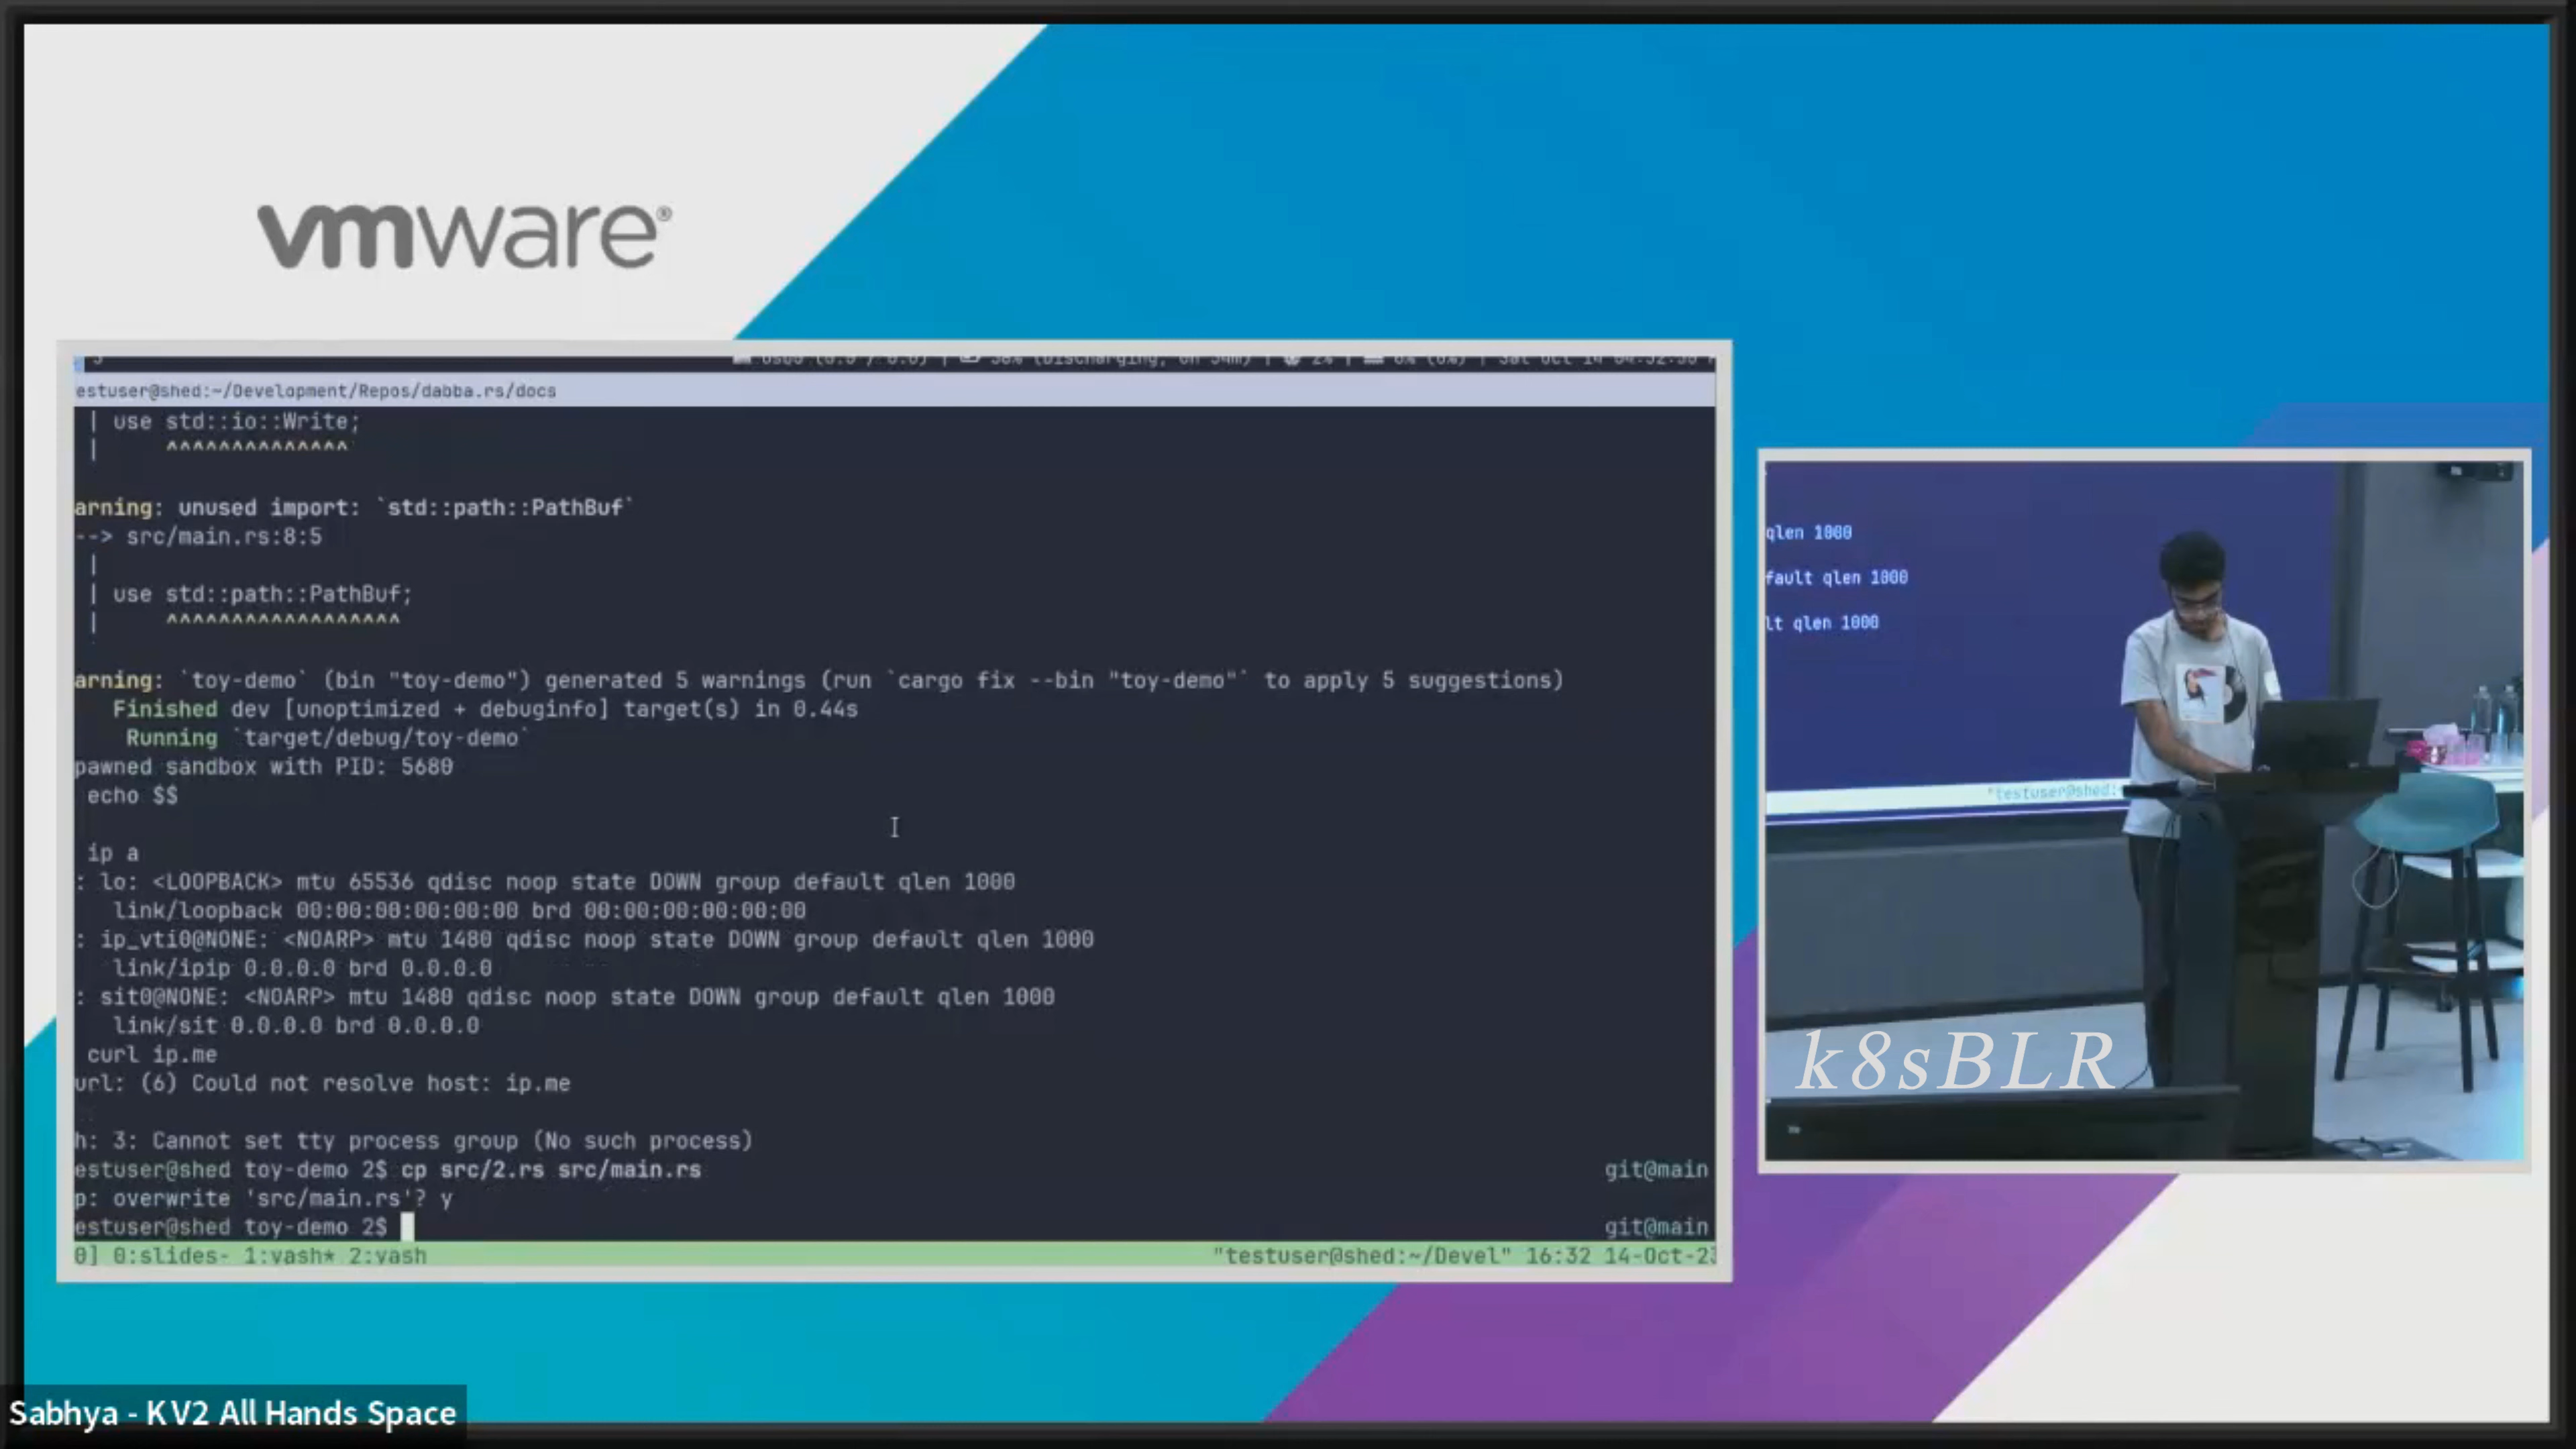 vmware®
estuser@shed:~/Development/Repos/dabba.rs/docs
| use std::io::Write;
| ^^^^^^^^^^^^^^
arning: unused import: `std::path::PathBuf`
--> src/main.rs:8:5
|
| use std::path::PathBuf;
| ^^^^^^^^^^^^^^^^^^
arning: `toy-demo` (bin "toy-demo") generated 5 warnings (run `cargo fix --bin "toy-demo"` to apply 5 suggestions)
Finished dev [unoptimized + debuginfo] target(s) in 0.44s
Running `target/debug/toy-demo`
pawned sandbox with PID: 5680
echo $$
ip a
: lo: <LOOPBACK> mtu 65536 qdisc noop state DOWN group default qlen 1000
link/loopback 00:00:00:00:00:00 brd 00:00:00:00:00:00
: ip_vti0@NONE: <NOARP> mtu 1480 qdisc noop state DOWN group default qlen 1000
link/ipip 0.0.0.0 brd 0.0.0.0
: sit0@NONE: <NOARP> mtu 1480 qdisc noop state DOWN group default qlen 1000
link/sit 0.0.0.0 brd 0.0.0.0
curl ip.me
url: (6) Could not resolve host: ip.me
h: 3: Cannot set tty process group (No such process)
estuser@shed toy-demo 2$ cp src/2.rs src/main.rs git@main
p: overwrite 'src/main.rs'? y
estuser@shed toy-demo 2$ git@main
0] 0:slides- 1:yash* 2:yash "testuser@shed:~/Devel" 16:32 14-Oct-23
qlen 1000
fault qlen 1000
lt qlen 1000
"testuser@shed:~
k8sBLR
Sabhya - KV2 All Hands Space